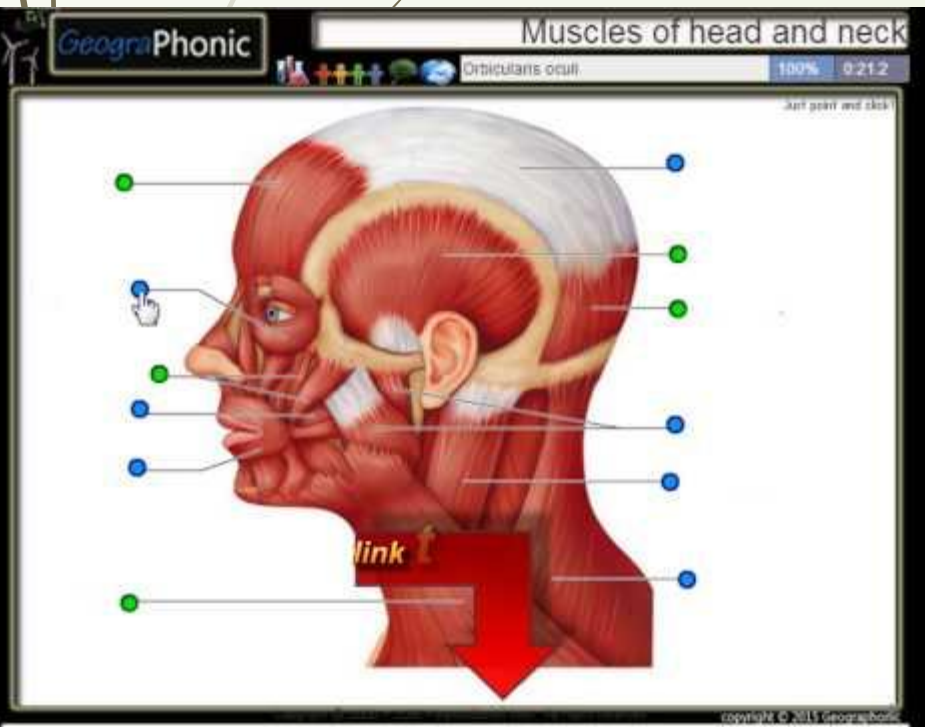 GeograPhonic
Muscles of head and neck
Orbicularis oculi
100%
0:21.2
Just point and click!
link t
copyright © 2015 Geographonic